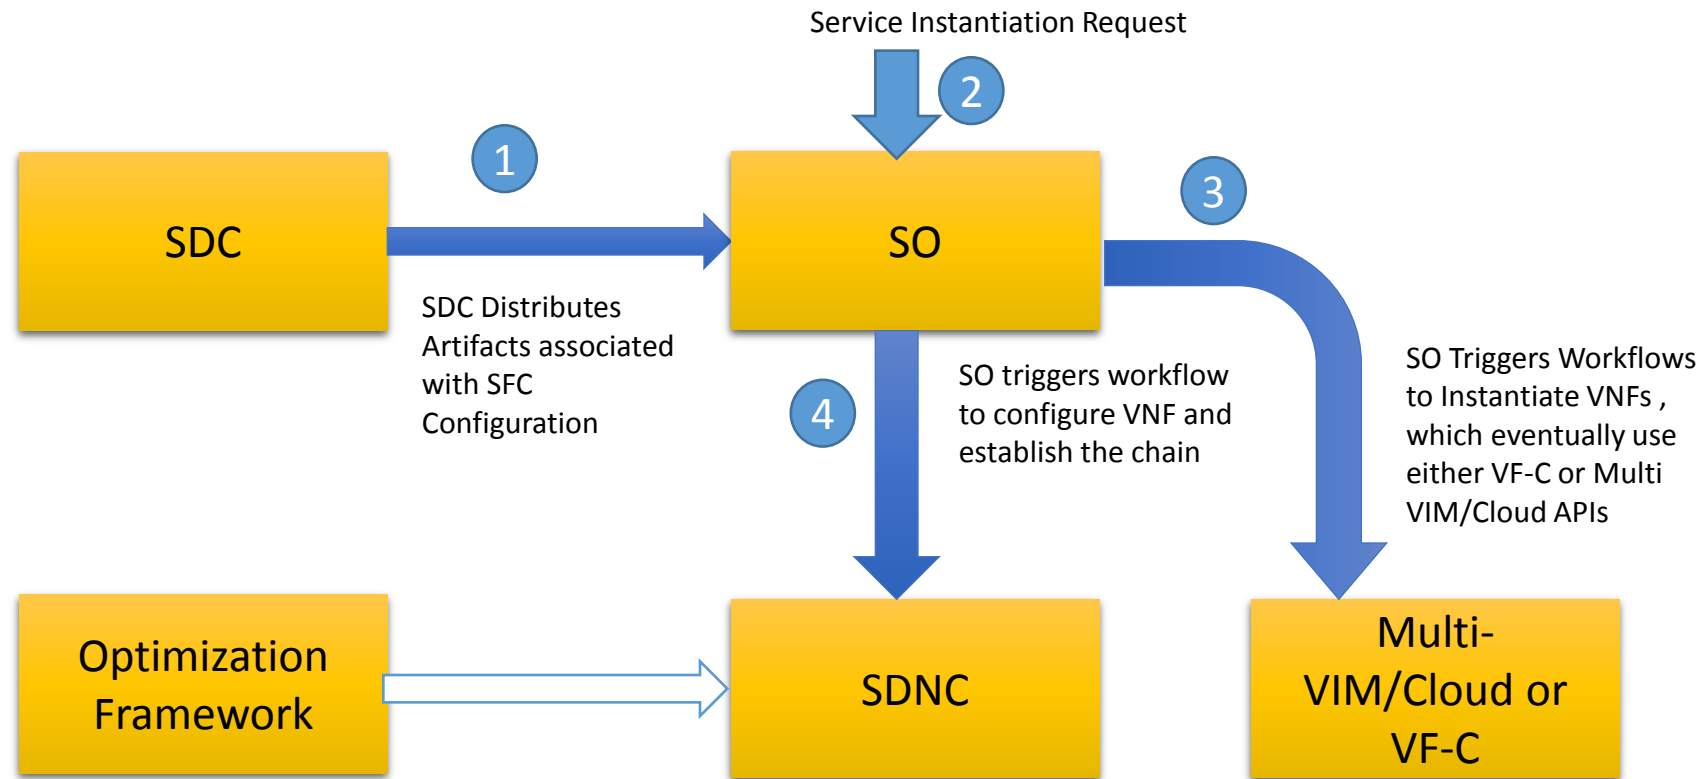 Service Instantiation Request
2
1
3
SDC
SO
SDC Distributes
Artifacts associated
with SFC
Configuration
4
SO triggers workflow
to configure VNF and
establish the chain
SO Triggers Workflows
to Instantiate VNFs ,
which eventually use
either VF-C or Multi
VIM/Cloud APIs
Optimization
Framework
SDNC
Multi-
VIM/Cloud or
VF-C